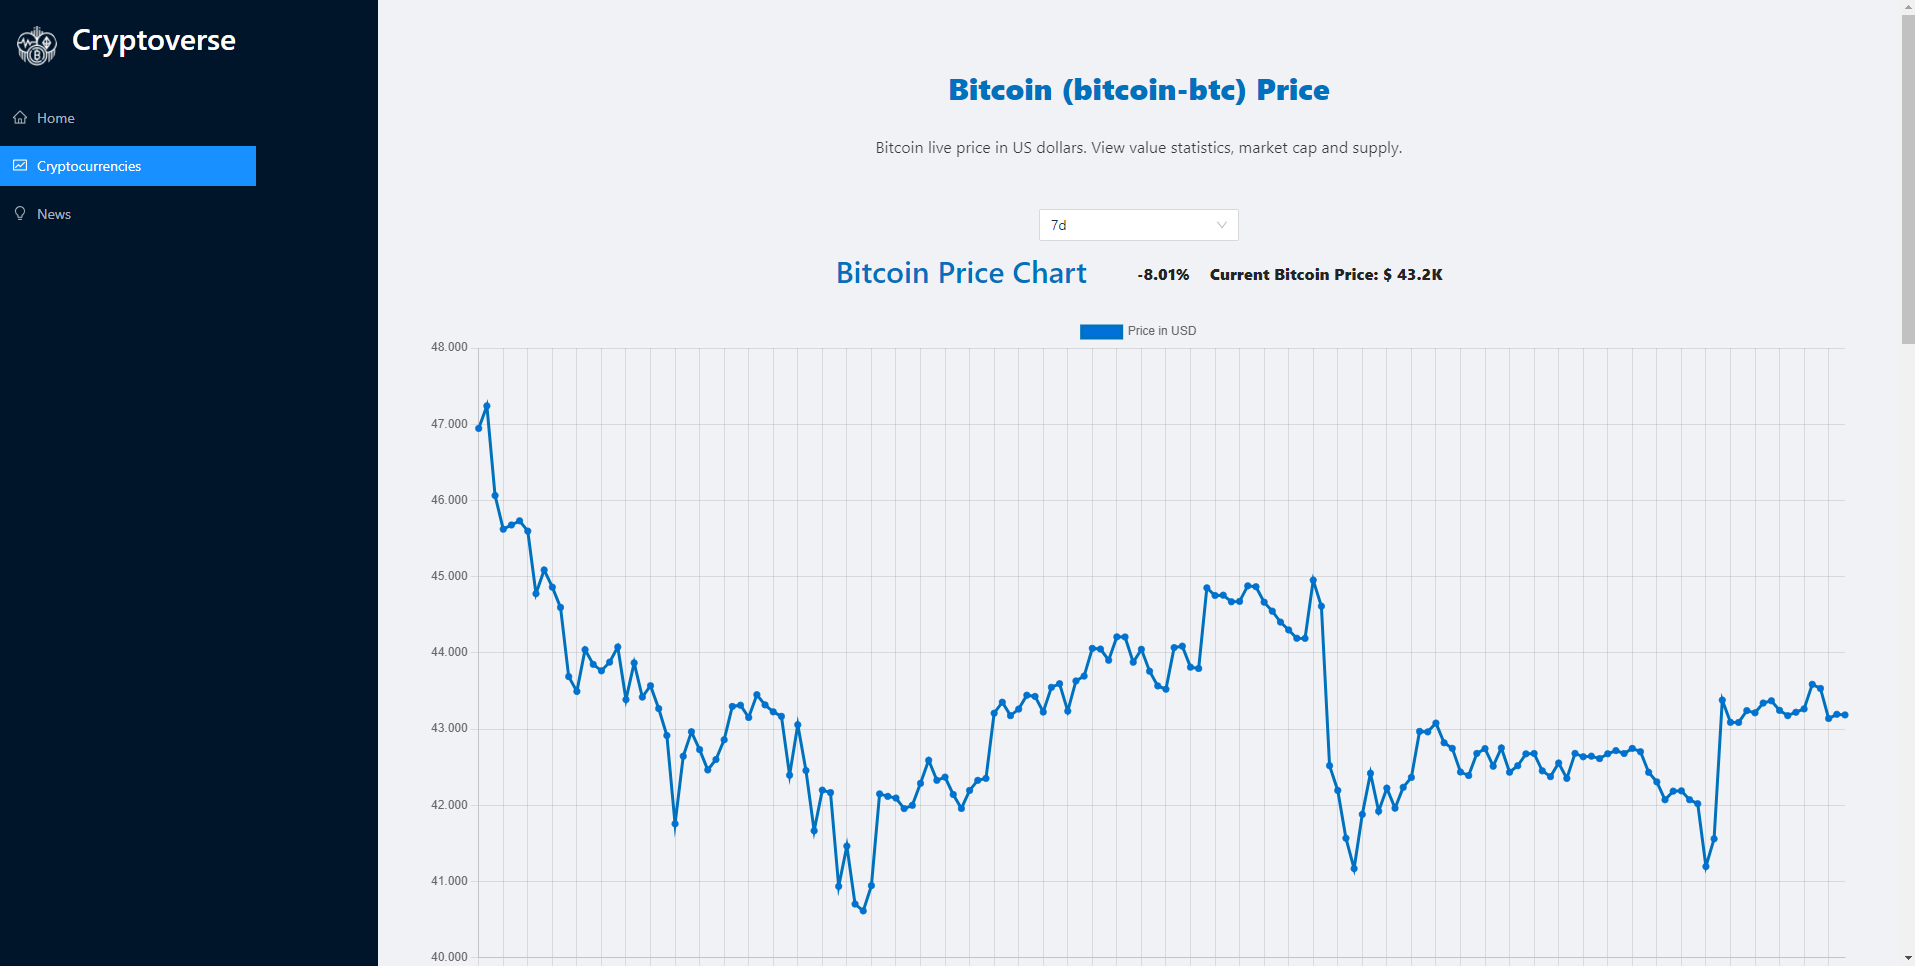 Cryptoverse
Home
Cryptocurrencies
News
Bitcoin (bitcoin-btc) Price
Bitcoin live price in US dollars. View value statistics, market cap and supply.
7d
Bitcoin Price Chart
-8.01%
Current Bitcoin Price: $ 43.2K
Price in USD
48.000
47.000
46.000
45.000
44.000
43.000
42.000
41.000
40.000